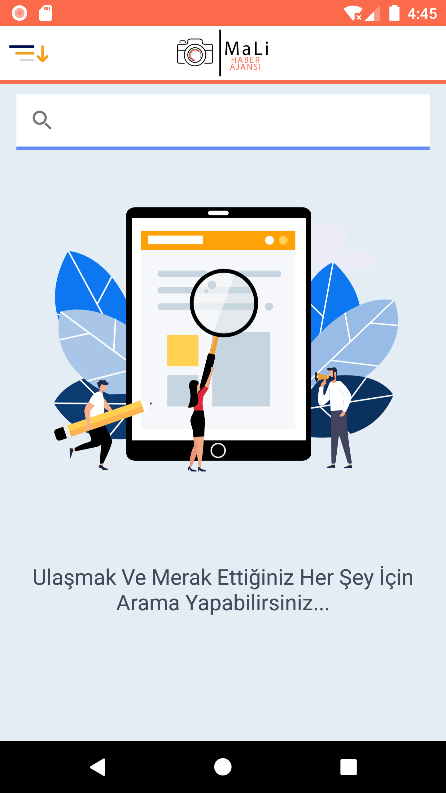 4:45
MaLi
HABER
AJANSI
Ulaşmak Ve Merak Ettiğiniz Her Şey İçin
Arama Yapabilirsiniz...